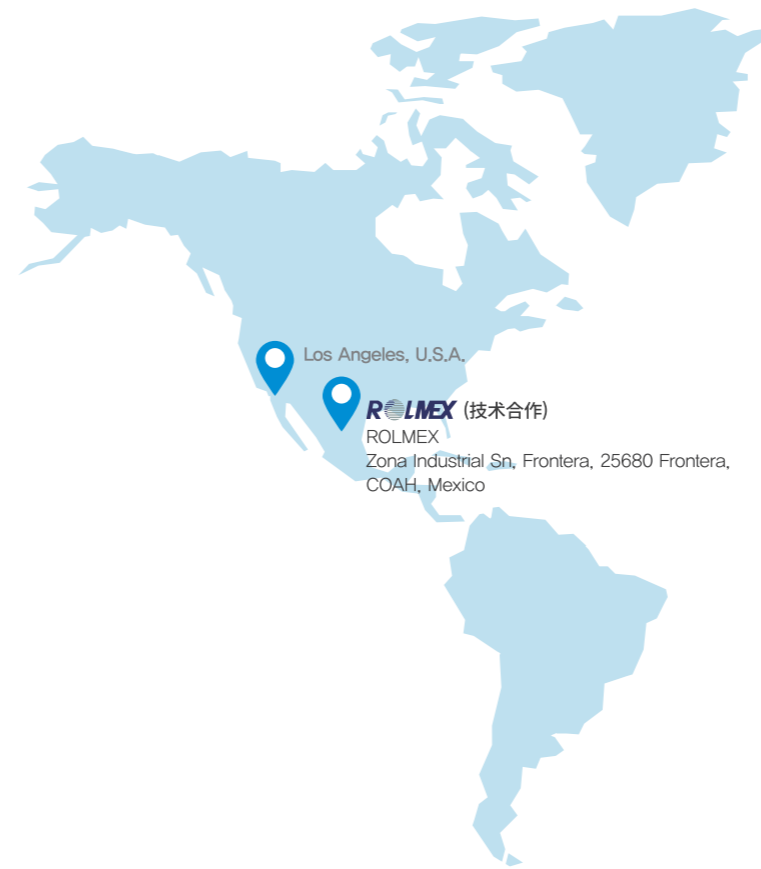 Los Angeles, U.S.A.
ROLMEX (技术合作)
ROLMEX
Zona Industrial Sn, Frontera, 25680 Frontera,
COAH, Mexico